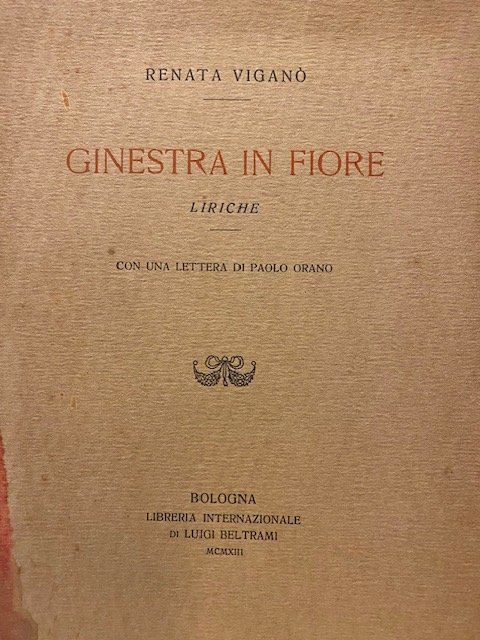 RENATA VIGANÒ
GINESTRA IN FIORE
LIRICHE
CON UNA LETTERA DI PAOLO ORANO
BOLOGNA
LIBRERIA INTERNAZIONALE
DI LUIGI BELTRAMI
MCMXIII